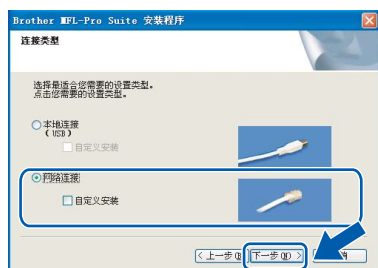 Brother MFL-Pro Suite 安装程序
连接类型
选择最适合您需要的设置类型。
点击您需要的设置类型。
本地连接
(USB)
自定义安装
网络连接
自定义安装
<上一步(B) 下一步(N) >